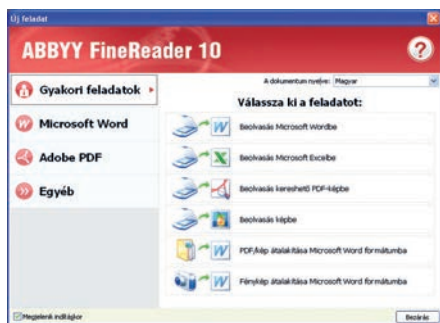 Új feladat
ABBYY FineReader 10
?
A dokumentum nyelve: Magyar
Gyakori feladatok
Microsoft Word
Adobe PDF
Egyéb
Válassza ki a feladatot:
Beolvasás Microsoft Wordbe
Beolvasás Microsoft Excelbe
Beolvasás kereshető PDF-képbe
Beolvasás képbe
PDF/kép átalakítása Microsoft Word formátumba
Fénykép átalakítása Microsoft Word formátumba
Megjelenik indításkor
Bezárás